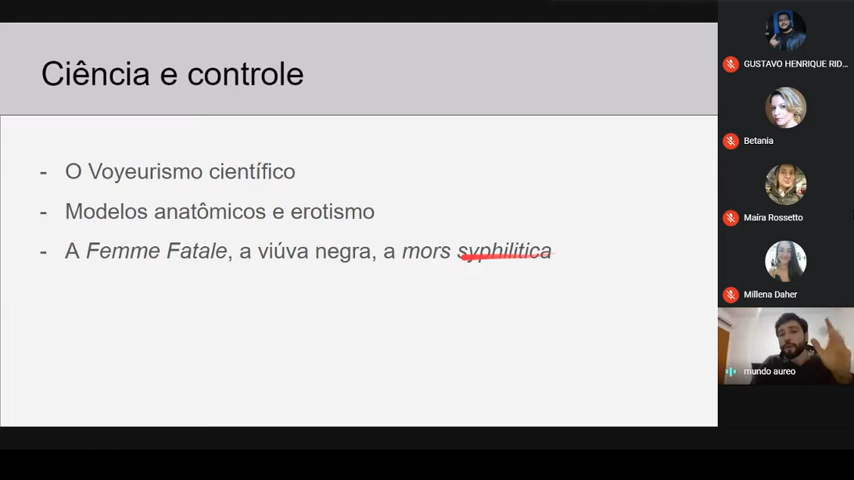 Ciência e controle
- O Voyeurismo científico
- Modelos anatômicos e erotismo
- A Femme Fatale, a viúva negra, a mors syphilitica
GUSTAVO HENRIQUE RID...
Betania
Maíra Rossetto
Millena Daher
mundo aureo